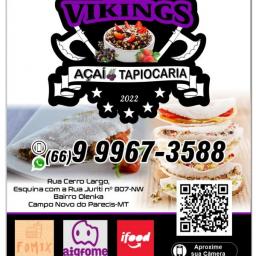 VIKINGS
AÇAÍ TAPIOCARIA
2022
(66) 9 9967-3588
Rua Cerro Largo,
Esquina com a Rua Juriti nº 807-NW
Bairro Olenka
Campo Novo do Parecis-MT
FOMIX
aiqfome
ifood
Aproxime
sua Câmera